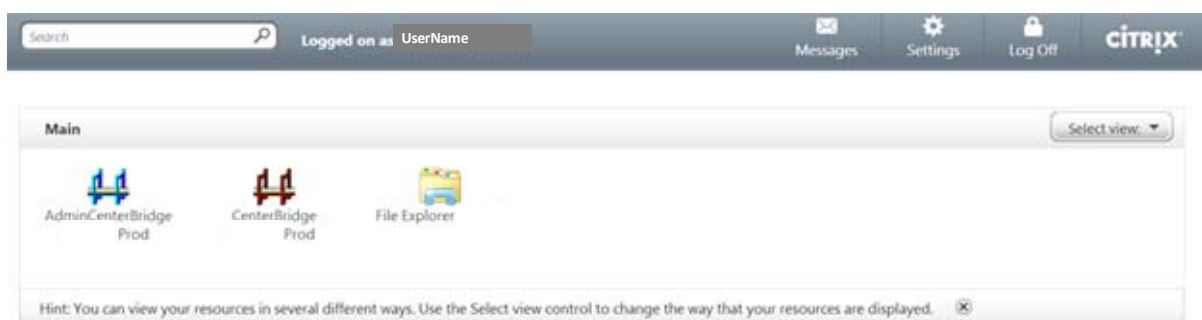 Search
Logged on as UserName
Messages
Settings
Log Off
CİTRIX
Main
Select view:
AdminCenterBridge
Prod
CenterBridge
Prod
File Explorer
Hint: You can view your resources in several different ways. Use the Select view control to change the way that your resources are displayed.